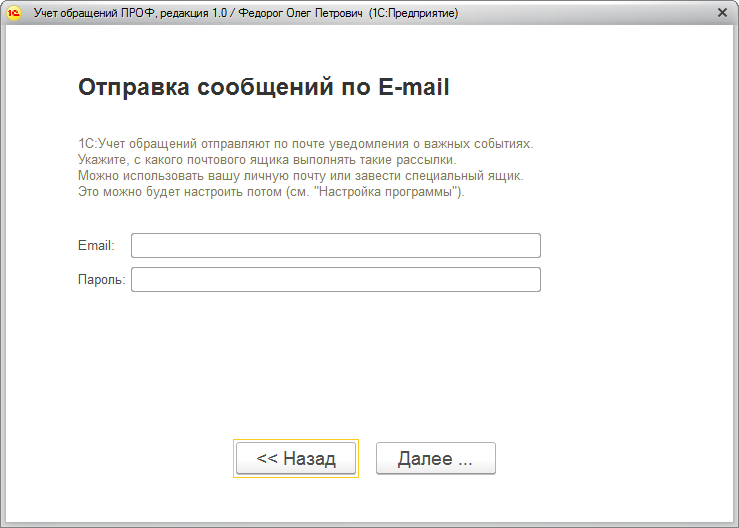 Учет обращений ПРОФ, редакция 1.0 / Федорог Олег Петрович (1С:Предприятие)
Отправка сообщений по E-mail
1С:Учет обращений отправляют по почте уведомления о важных событиях.
Укажите, с какого почтового ящика выполнять такие рассылки.
Можно использовать вашу личную почту или завести специальный ящик.
Это можно будет настроить потом (см. "Настройка программы").
Email:
Пароль:
<< Назад Далее ...